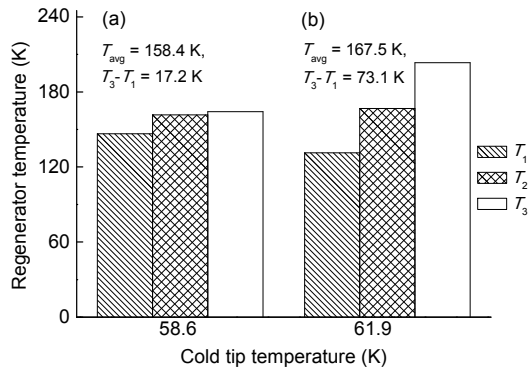 240
180
120
60
0
Regenerator temperature (K)
(a)
T_avg = 158.4 K,
T_3-T_1 = 17.2 K
(b)
T_avg = 167.5 K,
T_3-T_1 = 73.1 K
T_1
T_2
T_3
58.6
61.9
Cold tip temperature (K)